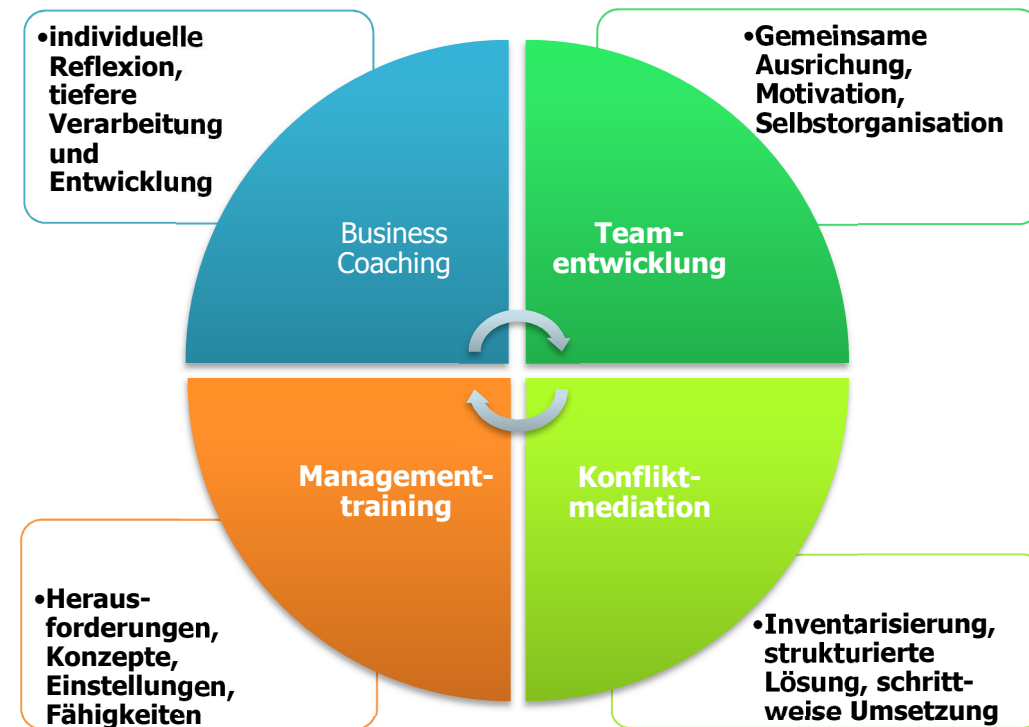 •individuelle
Reflexion,
tiefere
Verarbeitung
und
Entwicklung
•Gemeinsame
Ausrichung,
Motivation,
Selbstorganisation
Business
Coaching
Team-
entwicklung
Management-
training
Konflikt-
mediation
•Heraus-
forderungen,
Konzepte,
Einstellungen,
Fähigkeiten
•Inventarisierung,
strukturierte
Lösung, schritt-
weise Umsetzung